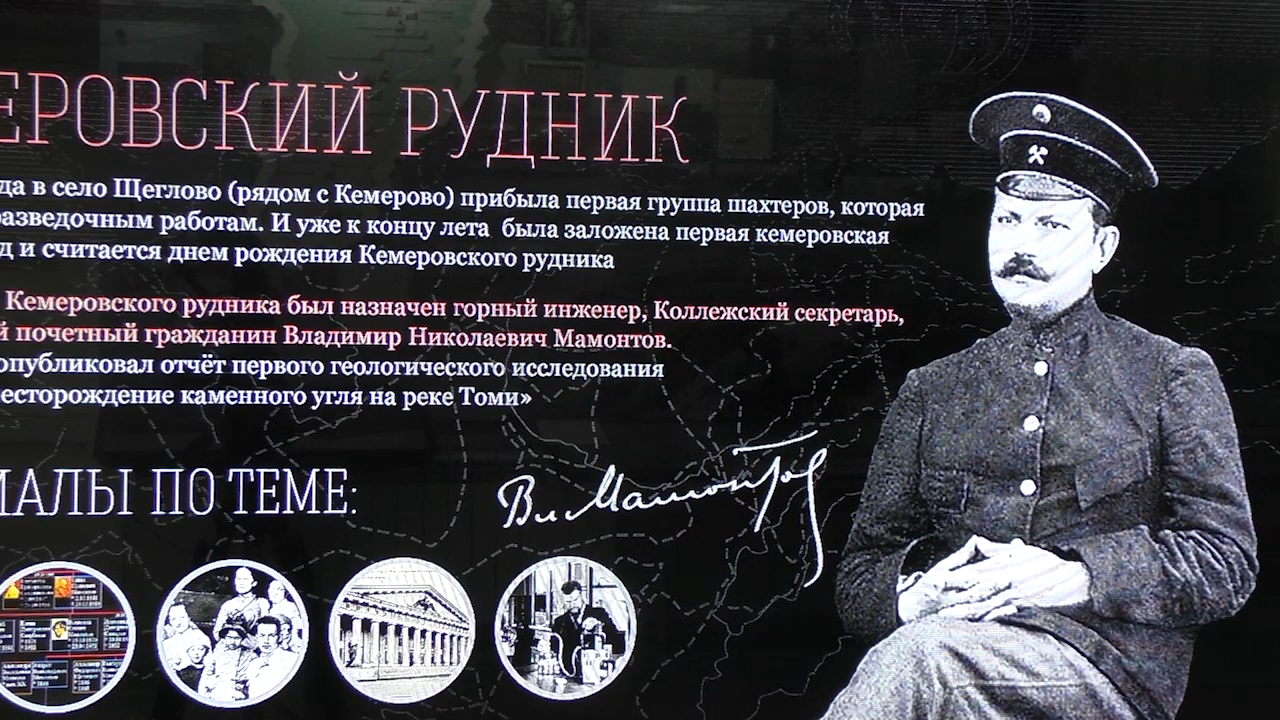 ЕРОВСКИЙ РУДНИК
да в село Щеглово (рядом с Кемерово) прибыла первая группа шахтеров, которая
разведочным работам. И уже к концу лета была заложена первая кемеровская
д и считается днем рождения Кемеровского рудника
Кемеровского рудника был назначен горный инженер, Коллежский секретарь,
й почетный гражданин Владимир Николаевич Мамонтов.
опубликовал отчёт первого геологического исследования
есторождение каменного угля на реке Томи»
ИАЛЫ ПО ТЕМЕ:
Вл Мамонтов